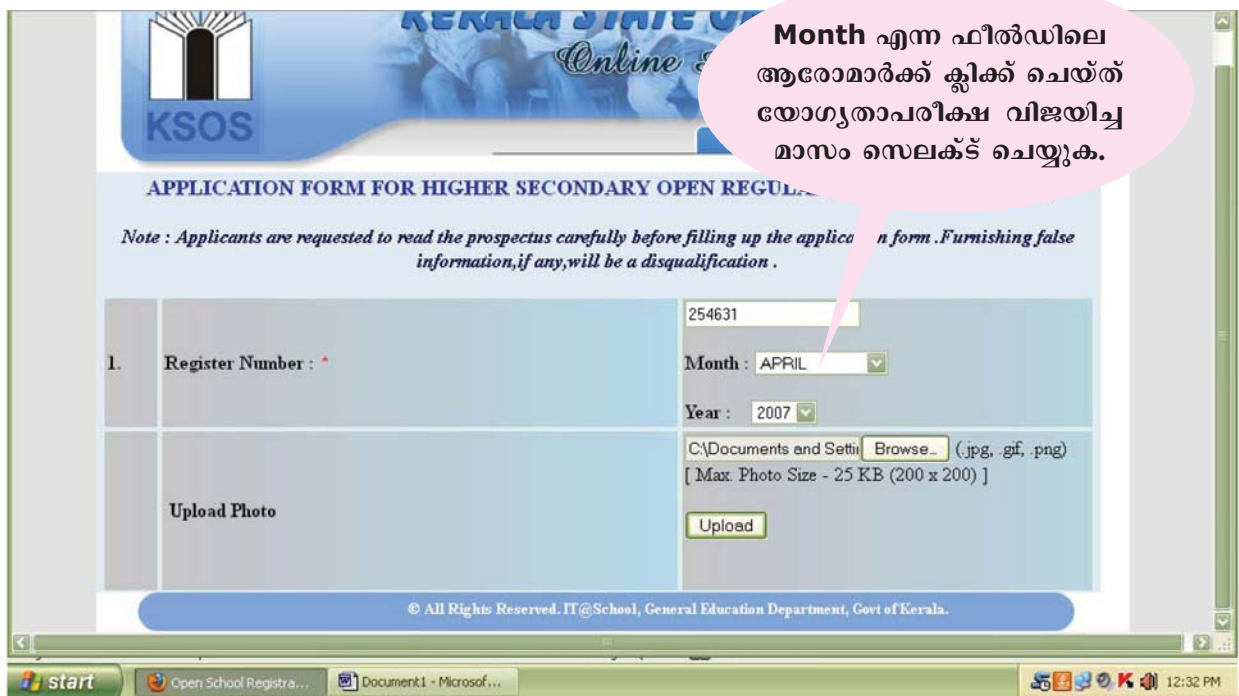 KERALA STATE
Online
Month എന്ന ഫീൽഡിലെ
ആരോമാർക്ക് ക്ലിക്ക് ചെയ്ത്
യോഗ്യതാപരീക്ഷ വിജയിച്ച
മാസം സെലക്ട് ചെയ്യുക.
KSOS
APPLICATION FORM FOR HIGHER SECONDARY OPEN
Note : Applicants are requested to read the prospectus carefully before filling up the form .Furnishing false
information,if any,will be a disqualification .
254631
1. Register Number : * Month : APRIL
Year : 2007
C:\Documents and Settin Browse... (.jpg, .gif, .png)
[ Max. Photo Size - 25 KB (200 x 200) ]
Upload Photo
Upload
© All Rights Reserved. IT@School, General Education Department, Govt of Kerala.
start Open School Registra... Document1 - Microsof... 12:32 PM